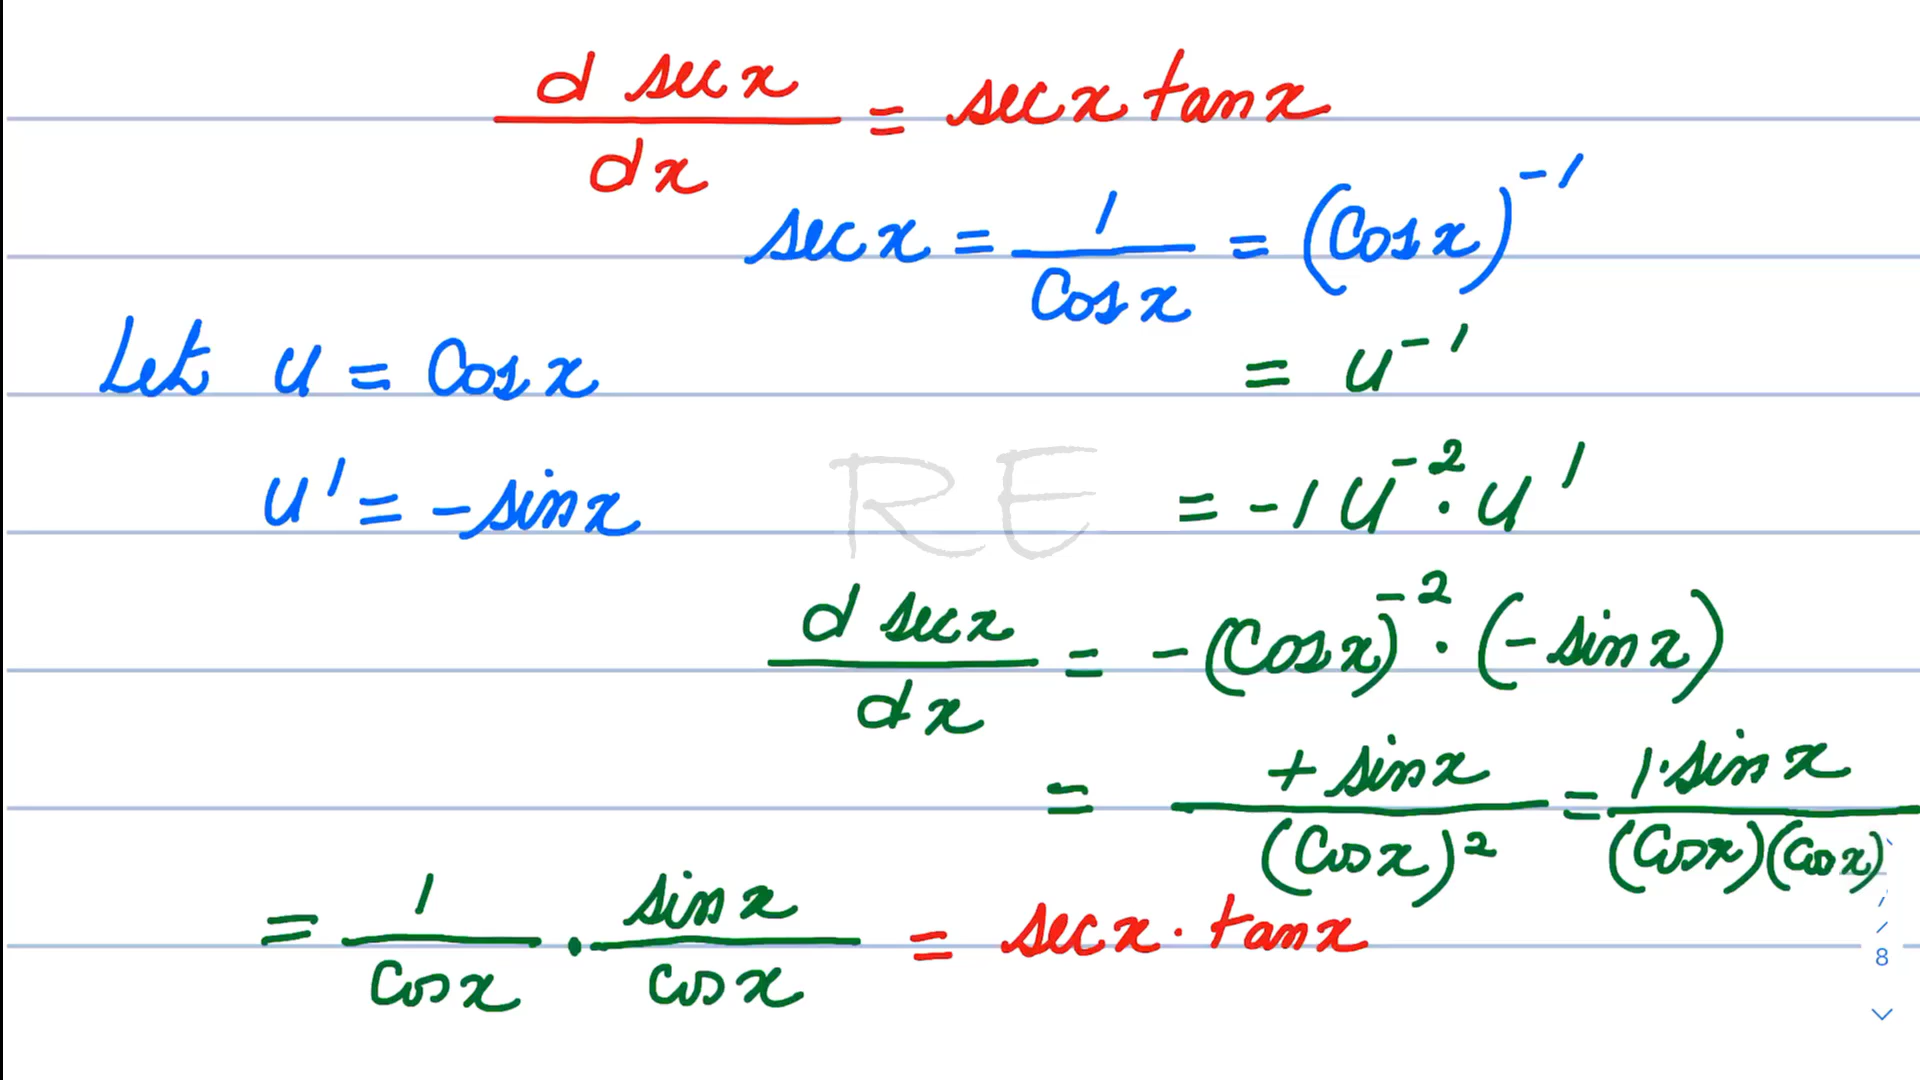 d sec x / dx = sec x tan x
sec x = 1 / Cos x = (Cos x)⁻¹
Let u = Cos x
= u⁻¹
u' = -sin x
= -1 u⁻² · u'
RE
d sec x / dx = -(Cos x)⁻² · (- sin x)
= + sin x / (Cos x)² = 1 · sin x / (Cos x)(Cos x)
= 1 / Cos x · sin x / cos x = sec x · tan x
/
8